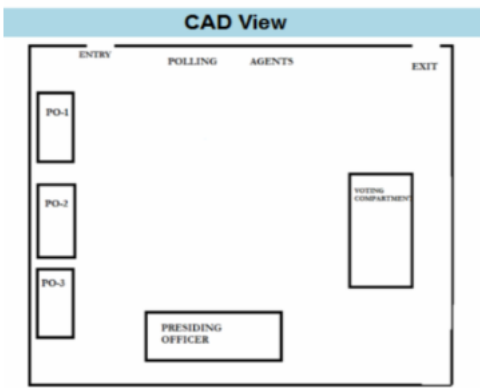 CAD View
ENTRY
POLLING AGENTS
EXIT
PO-1
PO-2
VOTING
COMPARTMENT
PO-3
PRESIDING
OFFICER